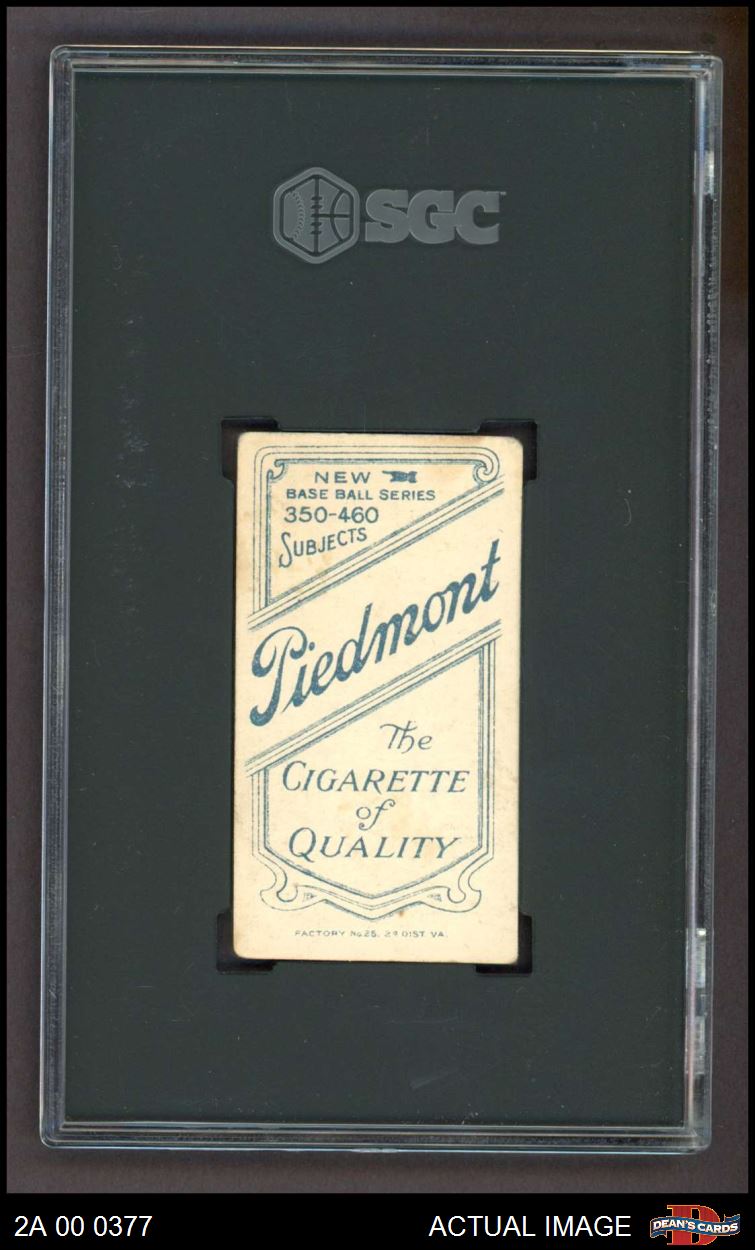 SGC
NEW
BASE BALL SERIES
350-460
SUBJECTS
Piedmont
The
CIGARETTE
of
QUALITY
FACTORY No 25. 2D DIST. VA.
2A 00 0377
ACTUAL IMAGE
D
DEAN'S CARDS